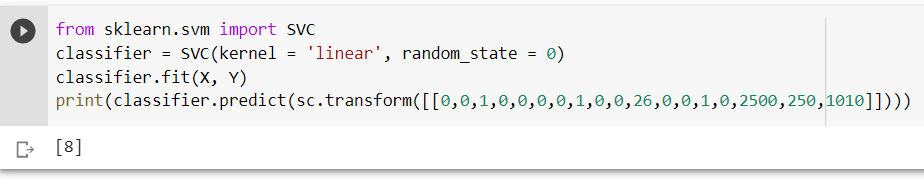 from sklearn.svm import SVC
classifier = SVC(kernel = 'linear', random_state = 0)
classifier.fit(X, Y)
print(classifier.predict(sc.transform([[0,0,1,0,0,0,0,1,0,0,26,0,0,1,0,2500,250,1010]])))
[8]